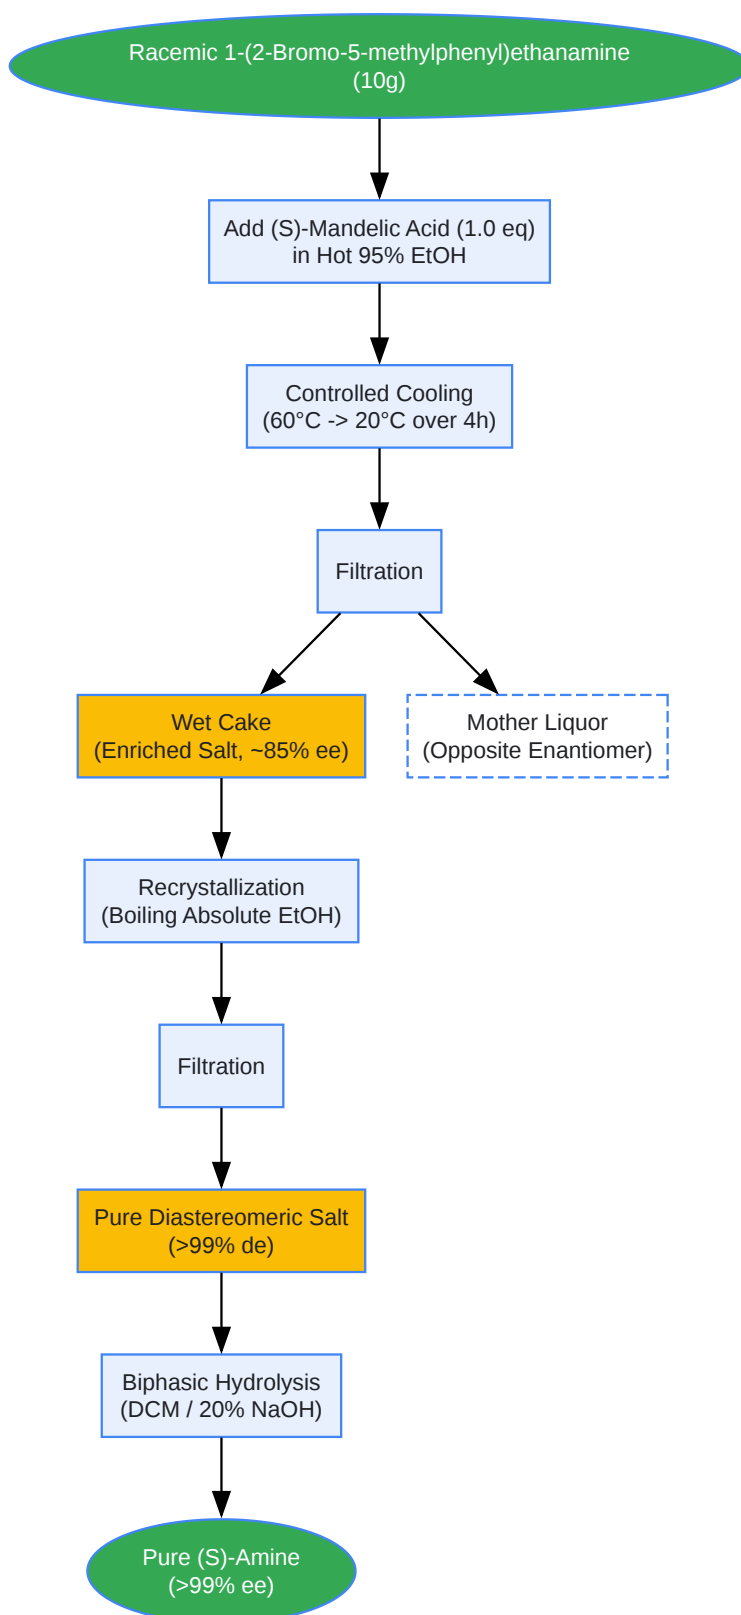 Racemic 1-(2-Bromo-5-methylphenyl)ethanamine
(10g)
Add (S)-Mandelic Acid (1.0 eq)
in Hot 95% EtOH
Controlled Cooling
(60°C -> 20°C over 4h)
Filtration
Wet Cake
(Enriched Salt, ~85% ee)
Mother Liquor
(Opposite Enantiomer)
Recrystallization
(Boiling Absolute EtOH)
Filtration
Pure Diastereomeric Salt
(>99% de)
Biphasic Hydrolysis
(DCM / 20% NaOH)
Pure (S)-Amine
(>99% ee)